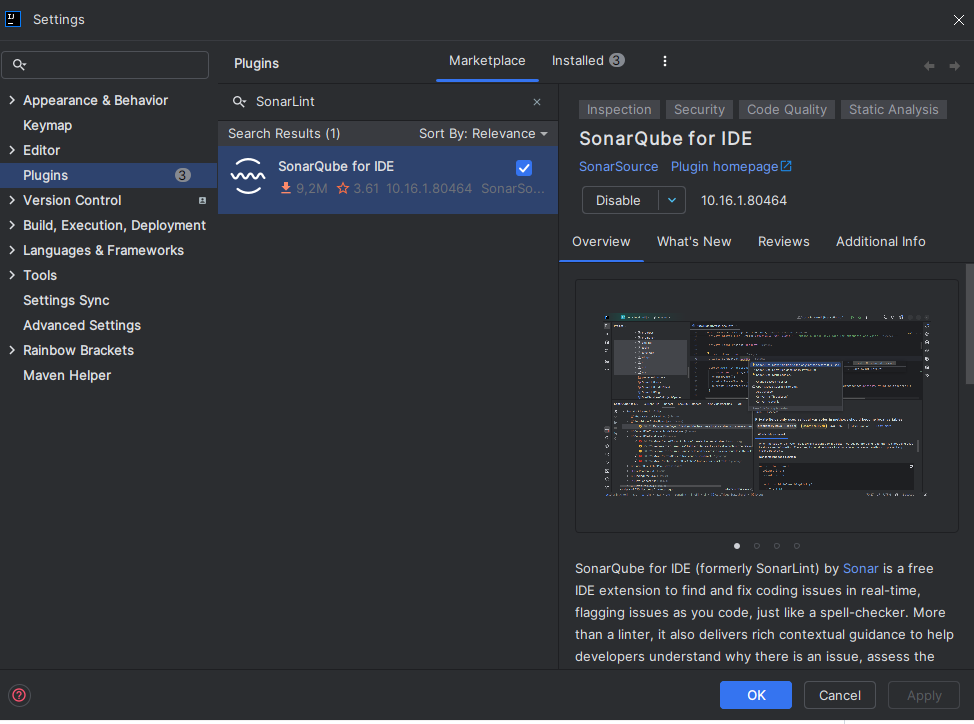 Settings
Plugins
Marketplace
Installed 3
Appearance & Behavior
Keymap
Editor
Plugins 3
Version Control
Build, Execution, Deployment
Languages & Frameworks
Tools
Settings Sync
Advanced Settings
Rainbow Brackets
Maven Helper
SonarLint
Search Results (1)
Sort By: Relevance
SonarQube for IDE
9,2M 3.61 10.16.1.80464 SonarSo...
Inspection Security Code Quality Static Analysis
SonarQube for IDE
SonarSource Plugin homepage
Disable 10.16.1.80464
Overview What's New Reviews Additional Info
SonarQube for IDE (formerly SonarLint) by Sonar is a free
IDE extension to find and fix coding issues in real-time,
flagging issues as you code, just like a spell-checker. More
than a linter, it also delivers rich contextual guidance to help
developers understand why there is an issue, assess the
?
OK Cancel Apply